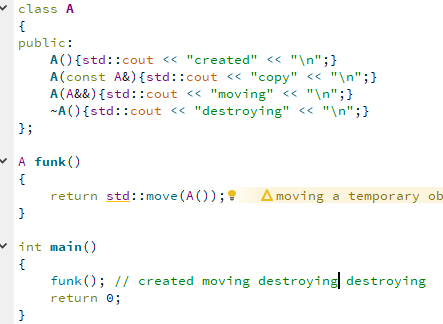 class A
{
public:
    A(){std::cout << "created" << "\n";}
    A(const A&){std::cout << "copy" << "\n";}
    A(A&&){std::cout << "moving" << "\n";}
    ~A(){std::cout << "destroying" << "\n";}
};
A funk()
{
    return std::move(A()); moving a temporary ob
}
int main()
{
    funk(); // created moving destroying destroying
    return 0;
}